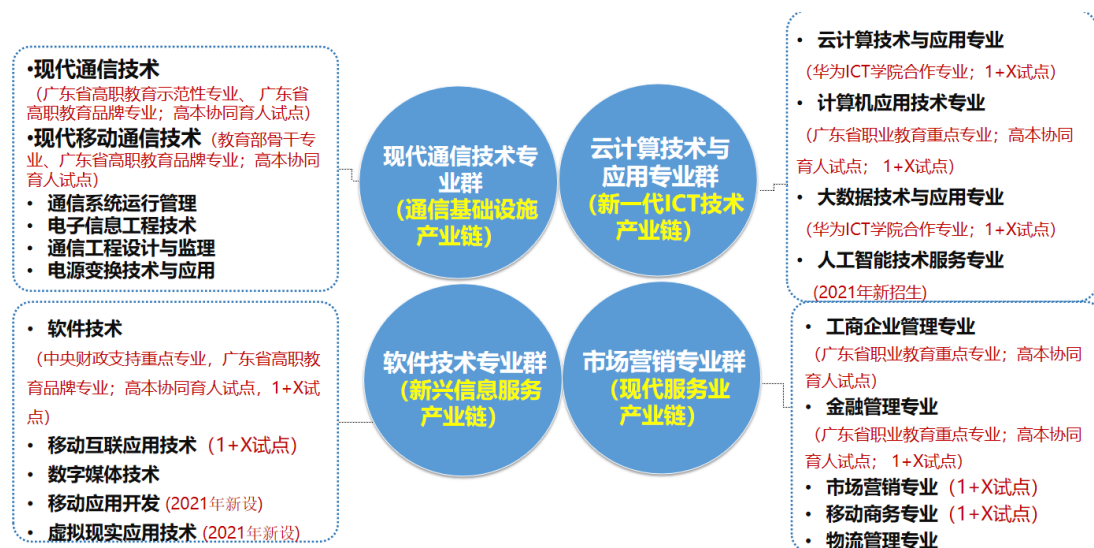 •现代通信技术
（广东省高职教育示范性专业、 广东省
高职教育品牌专业；高本协同育人试点）
•现代移动通信技术（教育部骨干专
业、广东省高职教育品牌专业；高本协同
育人试点）
• 通信系统运行管理
• 电子信息工程技术
• 通信工程设计与监理
• 电源变换技术与应用
现代通信技术专
业群
（通信基础设施
产业链）
云计算技术与
应用专业群
（新一代ICT技术
产业链）
• 云计算技术与应用专业
（华为ICT学院合作专业；1+X试点）
• 计算机应用技术专业
（广东省职业教育重点专业；高本协同
育人试点； 1+X试点）
• 大数据技术与应用专业
（华为ICT学院合作专业；1+X试点）
• 人工智能技术服务专业
(2021年新招生)
• 软件技术
（中央财政支持重点专业，广东省高职教
育品牌专业；高本协同育人试点，1+X试
点）
• 移动互联应用技术（1+X试点）
• 数字媒体技术
• 移动应用开发 (2021年新设)
• 虚拟现实应用技术 (2021年新设)
软件技术专业群
（新兴信息服务
产业链）
市场营销专业群
（现代服务业
产业链）
• 工商企业管理专业
（广东省职业教育重点专业；高本协同
育人试点）
• 金融管理专业
（广东省职业教育重点专业；高本协同
育人试点； 1+X试点）
• 市场营销专业（1+X试点）
• 移动商务专业（1+X试点）
• 物流管理专业